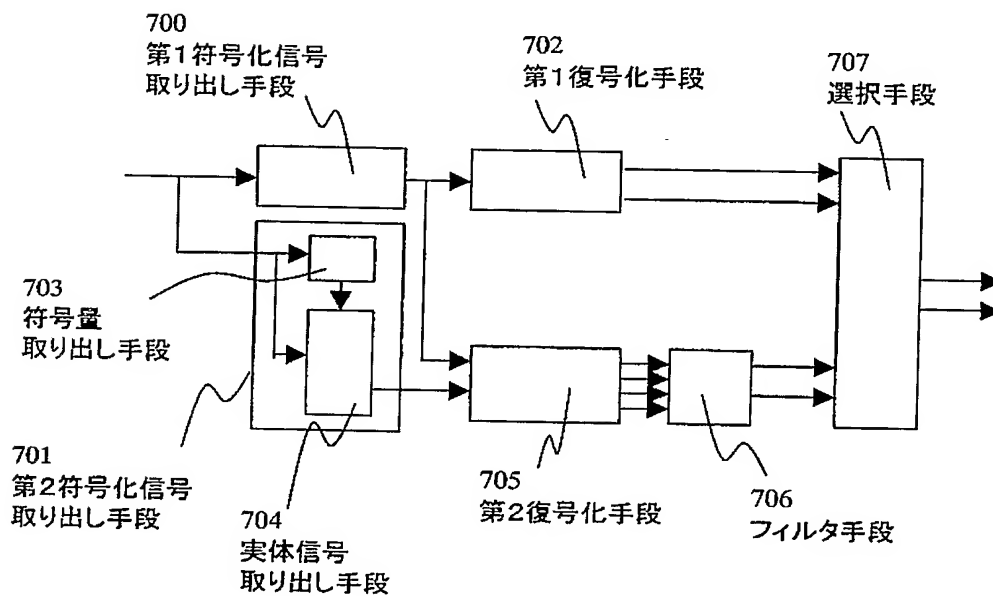 700
第1符号化信号
取り出し手段
702
第1復号化手段
707
選択手段
703
符号量
取り出し手段
701
第2符号化信号
取り出し手段
704
実体信号
取り出し手段
705
第2復号化手段
706
フィルタ手段